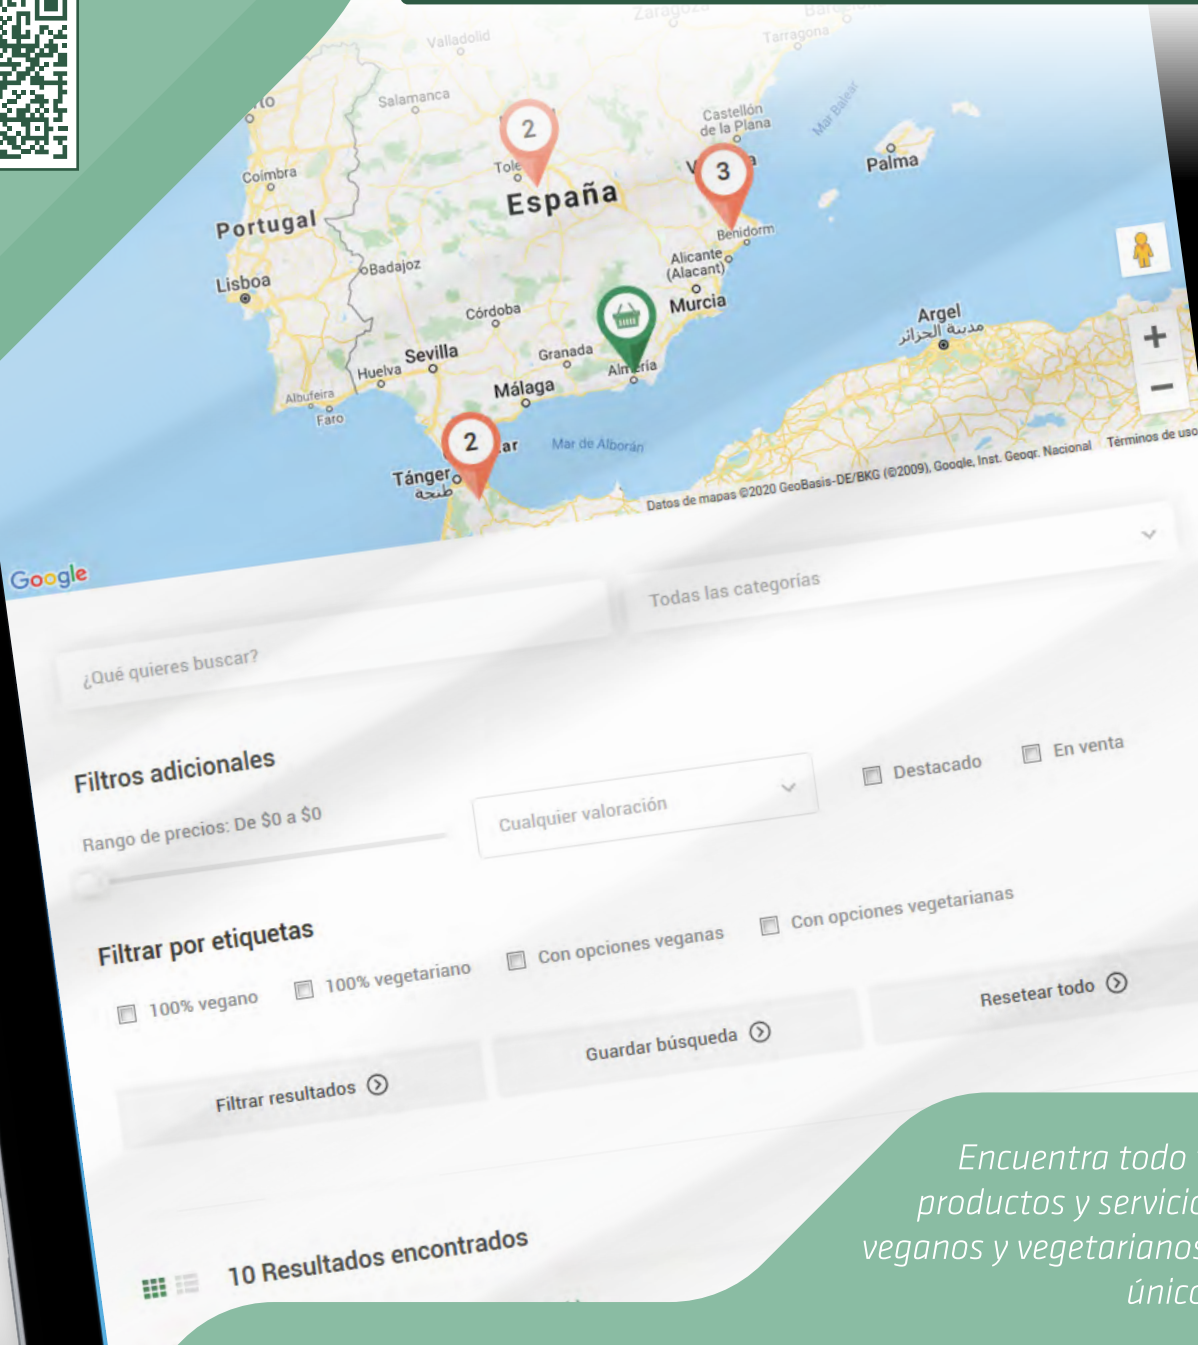 Zaragoza
Valladolid
Tarragona
Salamanca
Castellón
de la Plana
Mar Balear
2
Coimbra
3
Palma
España
Portugal
Benidorm
Badajoz
Alicante
(Alacant)
Lisboa
Murcia
Córdoba
Argel
مدينة الجزائر
Sevilla
Granada
Huelva
Almería
Málaga
Albufeira
Faro
2
ar
Mar de Alborán
Tánger
طنجة
Datos de mapas ©2020 GeoBasis-DE/BKG (©2009), Google, Inst. Geogr. Nacional Términos de uso
Google
Todas las categorías
¿Qué quieres buscar?
Filtros adicionales
Rango de precios: De $0 a $0
Cualquier valoración
Destacado
En venta
Filtrar por etiquetas
100% vegano
100% vegetariano
Con opciones veganas
Con opciones vegetarianas
Filtrar resultados
Guardar búsqueda
Resetear todo
10 Resultados encontrados
Encuentra todo
productos y servicio
veganos y vegetarianos
único